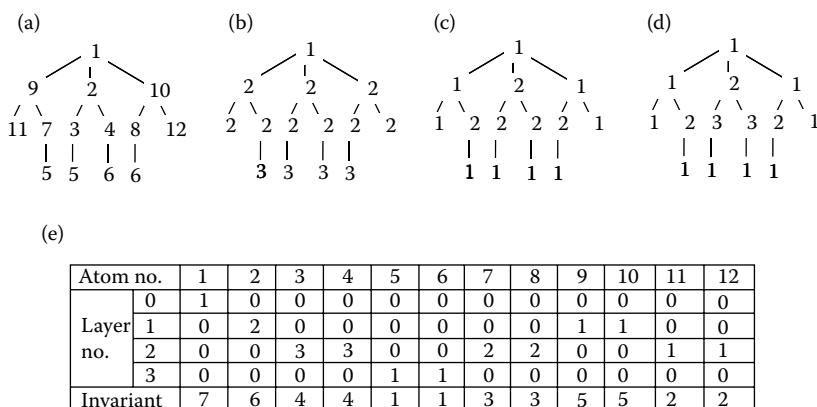 (a) (b) (c) (d)
1 1 1 1
9 2 10 2 2 2 1 2 1 1 2 1
11 7 3 4 8 12 2 2 2 2 2 2 1 2 2 2 2 1 1 2 3 3 2 1
5 5 6 6 3 3 3 3 1 1 1 1 1 1 1 1
(e)
Atom no. 1 2 3 4 5 6 7 8 9 10 11 12
0 1 0 0 0 0 0 0 0 0 0 0 0
Layer 1 0 2 0 0 0 0 0 0 1 1 0 0
no. 2 0 0 3 3 0 0 2 2 0 0 1 1
3 0 0 0 0 1 1 0 0 0 0 0 0
Invariant 7 6 4 4 1 1 3 3 5 5 2 2